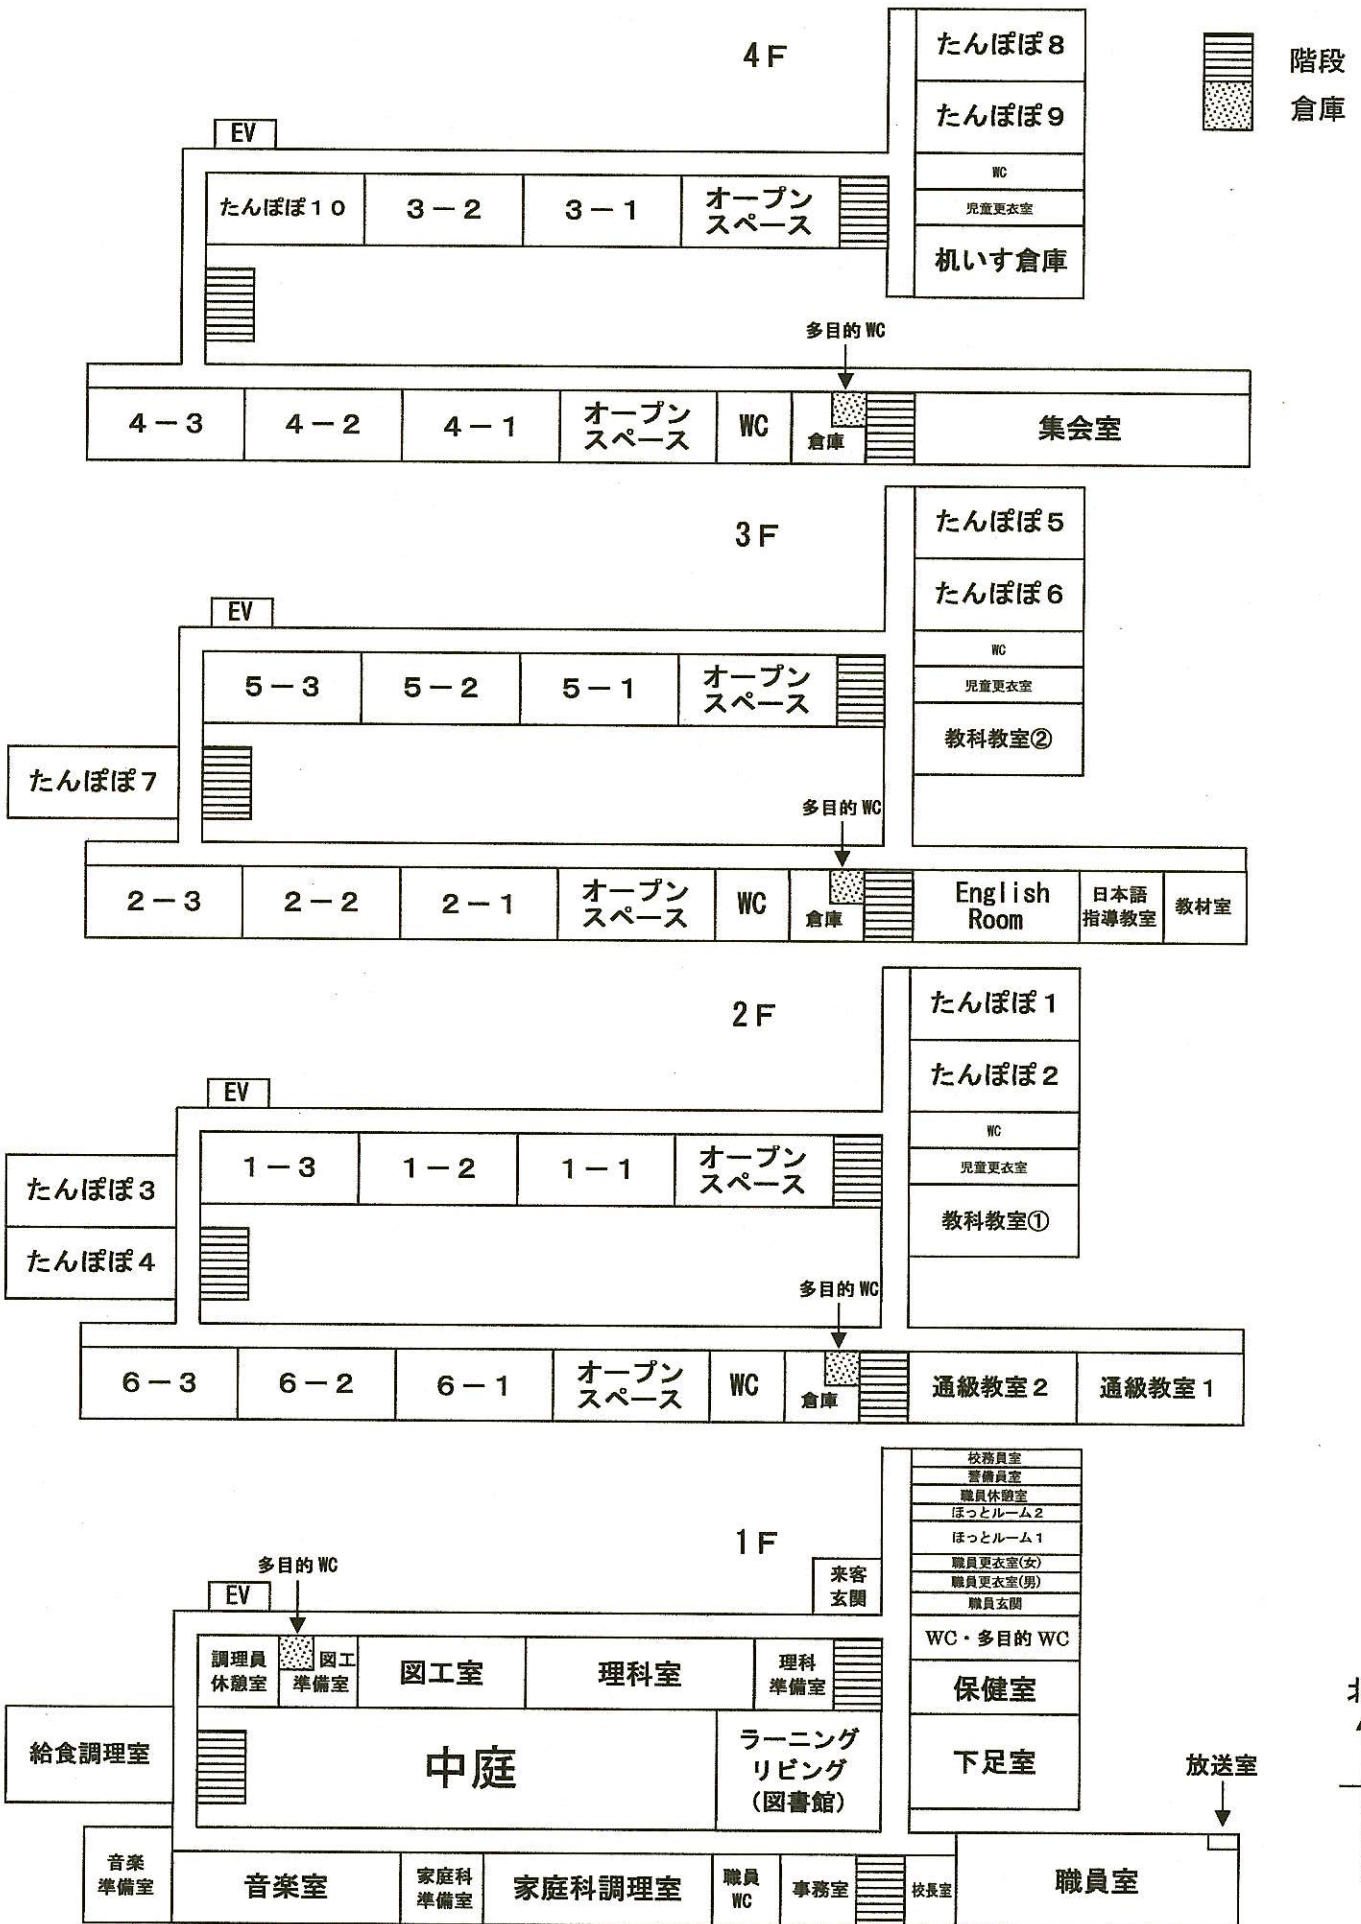 4F
階段
倉庫
たんぽぽ8
たんぽぽ9
WC
児童更衣室
机いす倉庫
EV
たんぽぽ10
3-2
3-1
オープン
スペース
多目的WC
4-3
4-2
4-1
オープン
スペース
WC
倉庫
集会室
3F
たんぽぽ5
たんぽぽ6
WC
児童更衣室
教科教室②
EV
5-3
5-2
5-1
オープン
スペース
たんぽぽ7
多目的WC
2-3
2-2
2-1
オープン
スペース
WC
倉庫
English
Room
日本語
指導教室
教材室
2F
たんぽぽ1
たんぽぽ2
WC
児童更衣室
教科教室①
EV
1-3
1-2
1-1
オープン
スペース
たんぽぽ3
たんぽぽ4
多目的WC
6-3
6-2
6-1
オープン
スペース
WC
倉庫
通級教室2
通級教室1
1F
校務員室
警備員室
職員休憩室
ほっとルーム2
ほっとルーム1
職員更衣室(女)
職員更衣室(男)
職員玄関
WC・多目的WC
保健室
下足室
来客
玄関
多目的WC
EV
調理員
休憩室
図工
準備室
図工室
理科室
理科
準備室
給食調理室
中庭
ラーニング
リビング
(図書館)
放送室
音楽
準備室
音楽室
家庭科
準備室
家庭科調理室
職員
WC
事務室
校長室
職員室